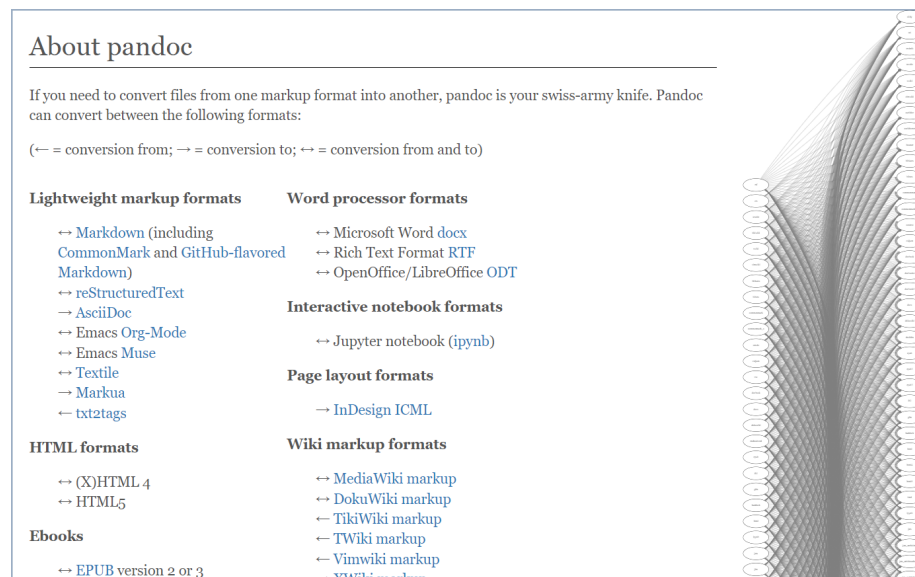 About pandoc
If you need to convert files from one markup format into another, pandoc is your swiss-army knife. Pandoc
can convert between the following formats:
(← = conversion from; → = conversion to; ↔ = conversion from and to)
Lightweight markup formats
↔ Markdown (including
CommonMark and GitHub-flavored
Markdown)
↔ reStructuredText
→ AsciiDoc
↔ Emacs Org-Mode
↔ Emacs Muse
↔ Textile
→ Markua
← txt2tags
HTML formats
↔ (X)HTML 4
↔ HTML5
Ebooks
↔ EPUB version 2 or 3
Word processor formats
↔ Microsoft Word docx
↔ Rich Text Format RTF
↔ OpenOffice/LibreOffice ODT
Interactive notebook formats
↔ Jupyter notebook (ipynb)
Page layout formats
→ InDesign ICML
Wiki markup formats
↔ MediaWiki markup
↔ DokuWiki markup
← TikiWiki markup
← TWiki markup
← Vimwiki markup
XWiki markup